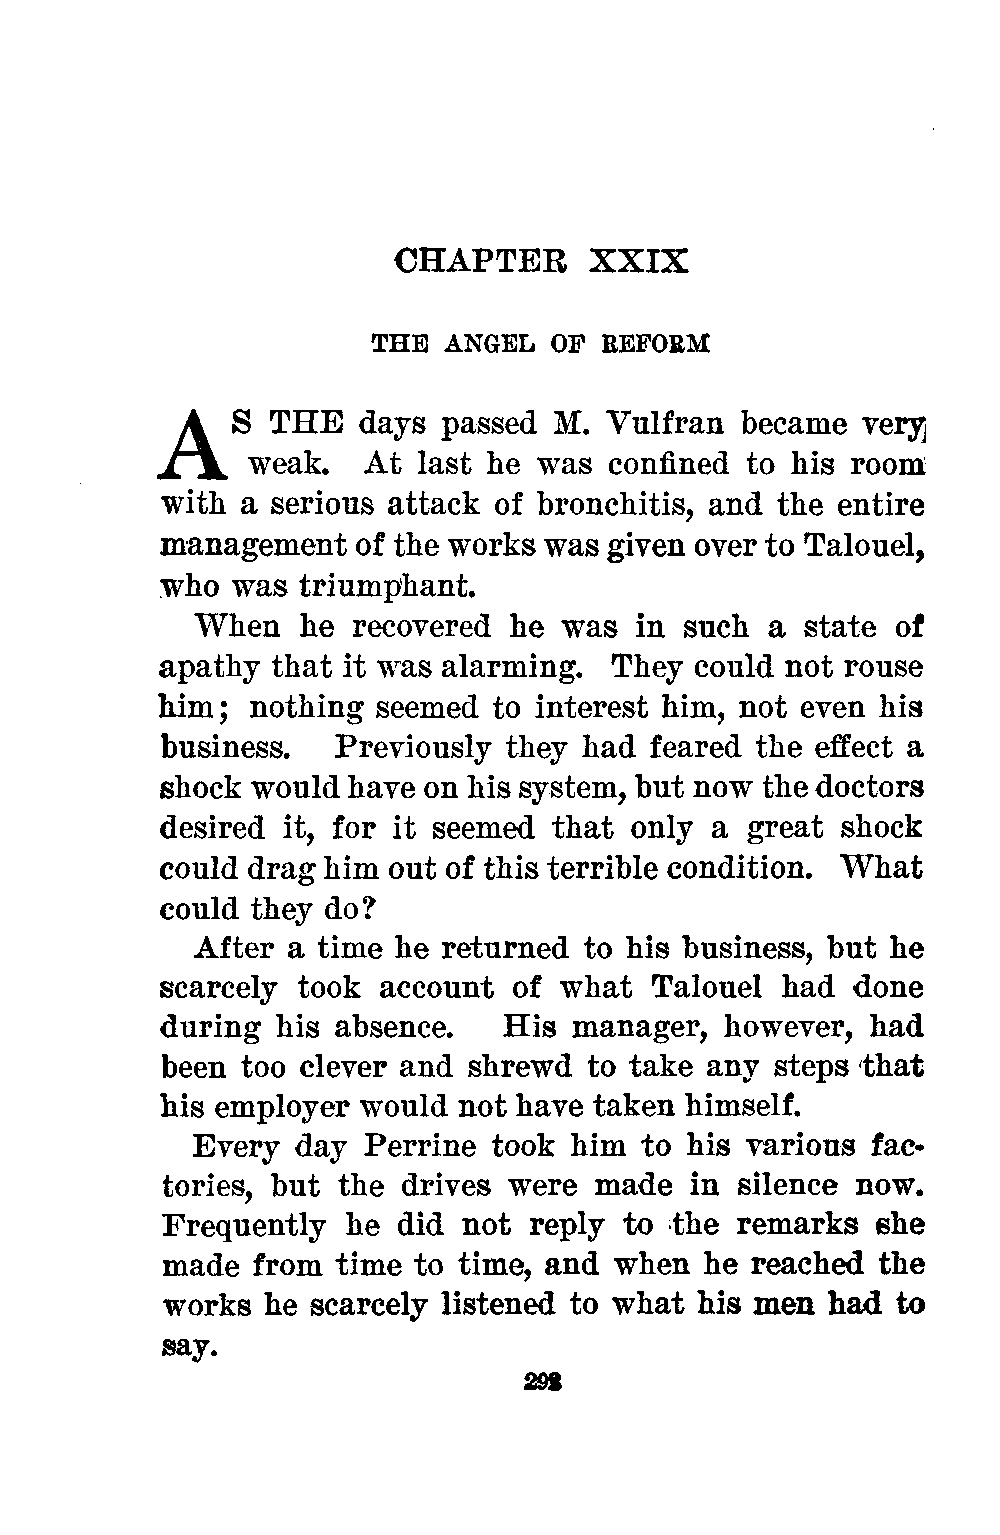 CHAPTER XXIX
THE ANGEL OF REFORM
AS THE days passed M. Vulfran became very
weak. At last he was confined to his room
with a serious attack of bronchitis, and the entire
management of the works was given over to Talouel,
who was triumphant.
When he recovered he was in such a state of
apathy that it was alarming. They could not rouse
him; nothing seemed to interest him, not even his
business. Previously they had feared the effect a
shock would have on his system, but now the doctors
desired it, for it seemed that only a great shock
could drag him out of this terrible condition. What
could they do?
After a time he returned to his business, but he
scarcely took account of what Talouel had done
during his absence. His manager, however, had
been too clever and shrewd to take any steps that
his employer would not have taken himself.
Every day Perrine took him to his various fac-
tories, but the drives were made in silence now.
Frequently he did not reply to the remarks she
made from time to time, and when he reached the
works he scarcely listened to what his men had to
say.